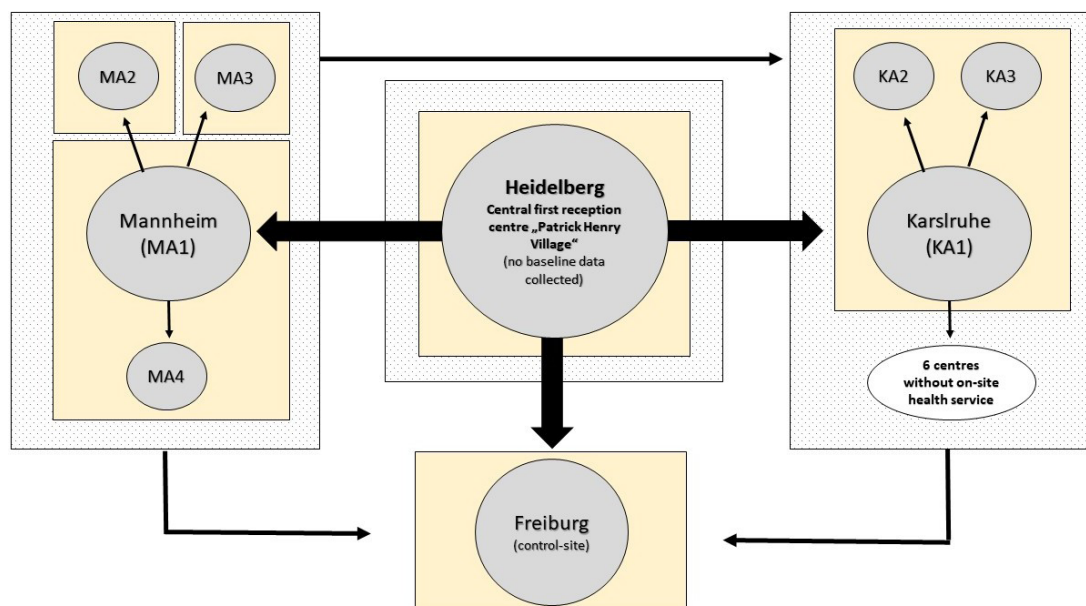 MA2
MA3
Mannheim
(MA1)
MA4
Heidelberg
Central first reception
centre „Patrick Henry
Village“
(no baseline data
collected)
KA2
KA3
Karslruhe
(KA1)
6 centres
without on-site
health service
Freiburg
(control-site)